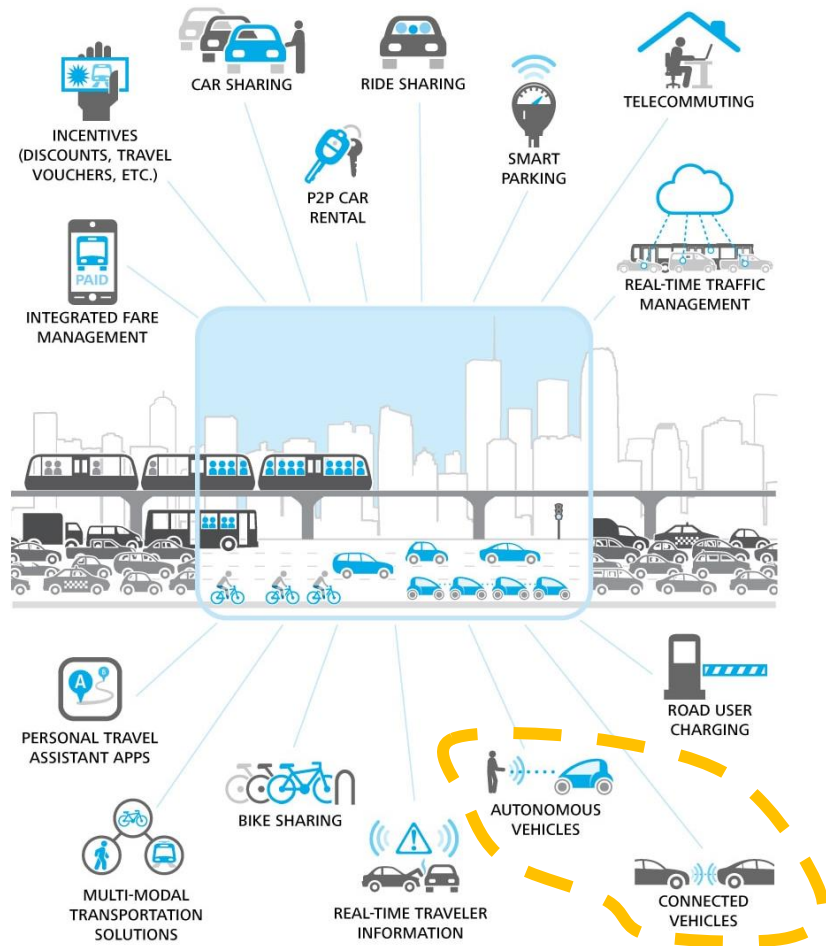 CAR SHARING
RIDE SHARING
TELECOMMUTING
INCENTIVES
(DISCOUNTS, TRAVEL
VOUCHERS, ETC.)
P2P CAR
RENTAL
SMART
PARKING
PAID
INTEGRATED FARE
MANAGEMENT
REAL-TIME TRAFFIC
MANAGEMENT
A
B
PERSONAL TRAVEL
ASSISTANT APPS
ROAD USER
CHARGING
BIKE SHARING
AUTONOMOUS
VEHICLES
MULTI-MODAL
TRANSPORTATION
SOLUTIONS
REAL-TIME TRAVELER
INFORMATION
CONNECTED
VEHICLES